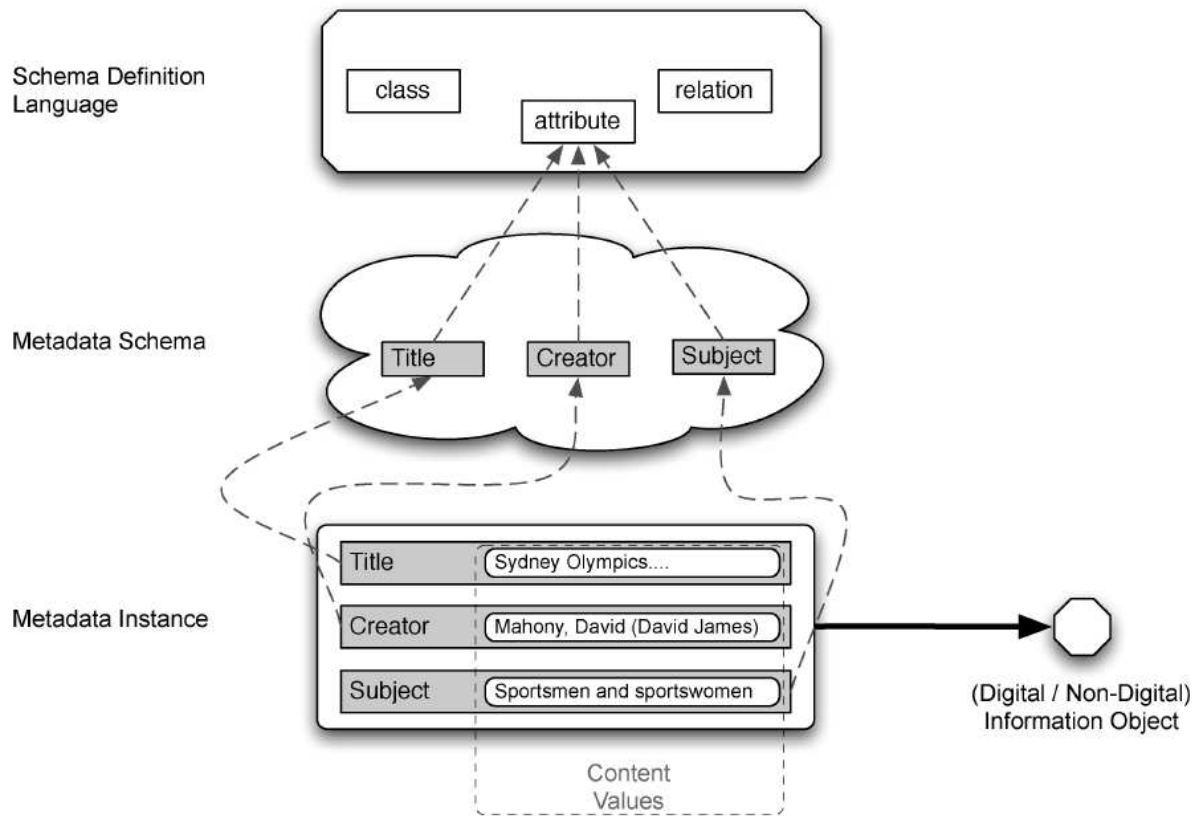 Schema Definition
Language
class
relation
attribute
Metadata Schema
Title
Creator
Subject
Metadata Instance
Title
Sydney Olympics....
Creator
Mahony, David (David James)
Subject
Sportsmen and sportswomen
(Digital / Non-Digital)
Information Object
Content
Values